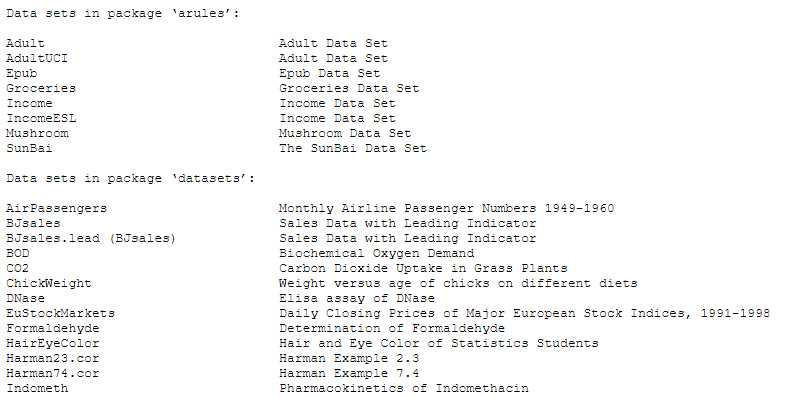 Data sets in package ‘arules’:
Adult Adult Data Set
AdultUCI Adult Data Set
Epub Epub Data Set
Groceries Groceries Data Set
Income Income Data Set
IncomeESL Income Data Set
Mushroom Mushroom Data Set
SunBai The SunBai Data Set
Data sets in package ‘datasets’:
AirPassengers Monthly Airline Passenger Numbers 1949-1960
BJsales Sales Data with Leading Indicator
BJsales.lead (BJsales) Sales Data with Leading Indicator
BOD Biochemical Oxygen Demand
CO2 Carbon Dioxide Uptake in Grass Plants
ChickWeight Weight versus age of chicks on different diets
DNase Elisa assay of DNase
EuStockMarkets Daily Closing Prices of Major European Stock Indices, 1991-1998
Formaldehyde Determination of Formaldehyde
HairEyeColor Hair and Eye Color of Statistics Students
Harman23.cor Harman Example 2.3
Harman74.cor Harman Example 7.4
Indometh Pharmacokinetics of Indomethacin